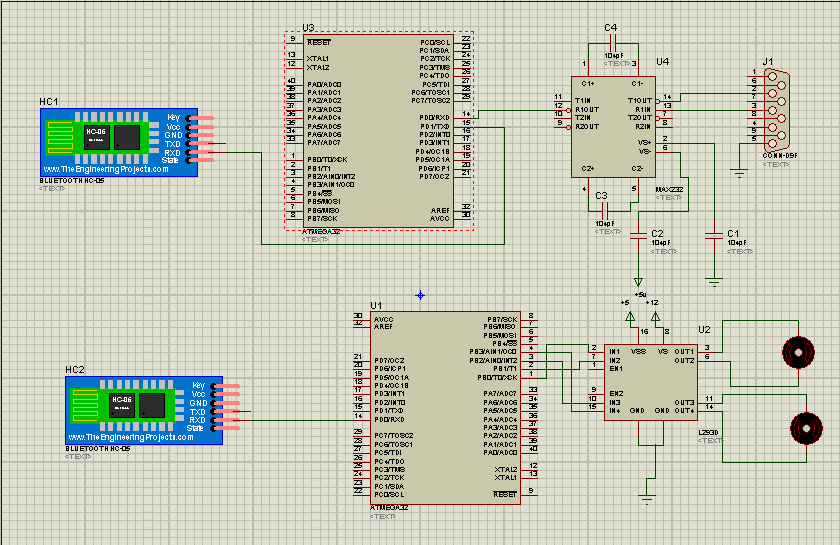 HC1
HC-05
Key
Vcc
GND
TXD
RXD
State
www.TheEngineeringProjects.com
BLUETOOTH HC-05
<TEXT>
U3
9 RESET
13 XTAL1
12 XTAL2
40 PA0/ADC0
39 PA1/ADC1
38 PA2/ADC2
37 PA3/ADC3
36 PA4/ADC4
35 PA5/ADC5
34 PA6/ADC6
33 PA7/ADC7
1 PB0/T0/XCK
2 PB1/T1
3 PB2/AIN0/INT2
4 PB3/AIN1/OC0
5 PB4/SS
6 PB5/MOSI
7 PB6/MISO
8 PB7/SCK
PC0/SCL 22
PC1/SDA 23
PC2/TCK 24
PC3/TMS 25
PC4/TDO 26
PC5/TDI 27
PC6/TOSC1 28
PC7/TOSC2 29
PD0/RXD 14
PD1/TXD 15
PD2/INT0 16
PD3/INT1 17
PD4/OC1B 18
PD5/OC1A 19
PD6/ICP1 20
PD7/OC2 21
AREF 32
AVCC 30
ATMEGA32
<TEXT>
C4
104pF
<TEXT>
1
3
U4
C1+
C1-
11 T1IN
12 R1OUT
10 T2IN
9 R2OUT
T1OUT 14
R1IN 13
T2OUT 7
R2IN 8
VS+ 2
VS- 6
C2+
C2-
4
5
MAX232
<TEXT>
C3
104pF
<TEXT>
J1
1
6
2
7
3
8
4
9
5
CONN-D9F
<TEXT>
C2
104pF
<TEXT>
C1
104pF
<TEXT>
HC2
HC-05
Key
Vcc
GND
TXD
RXD
State
www.TheEngineeringProjects.com
BLUETOOTH HC-05
<TEXT>
U1
30 AVCC
32 AREF
21 PD7/OC2
20 PD6/ICP1
19 PD5/OC1A
18 PD4/OC1B
17 PD3/INT1
16 PD2/INT0
15 PD1/TXD
14 PD0/RXD
29 PC7/TOSC2
28 PC6/TOSC1
27 PC5/TDI
26 PC4/TDO
25 PC3/TMS
24 PC2/TCK
23 PC1/SDA
22 PC0/SCL
PB7/SCK 8
PB6/MISO 7
PB5/MOSI 6
PB4/SS 5
PB3/AIN1/OC0 4
PB2/AIN0/INT2 3
PB1/T1 2
PB0/T0/XCK 1
PA7/ADC7 33
PA6/ADC6 34
PA5/ADC5 35
PA4/ADC4 36
PA3/ADC3 37
PA2/ADC2 38
PA1/ADC1 39
PA0/ADC0 40
XTAL2 12
XTAL1 13
RESET 9
ATMEGA32
<TEXT>
+5v
+5
+12
16
8
U2
VSS
VS
2 IN1
7 IN2
1 EN1
9 EN2
10 IN3
15 IN4
OUT1 3
OUT2 6
OUT3 11
OUT4 14
GND
GND
L293D
<TEXT>